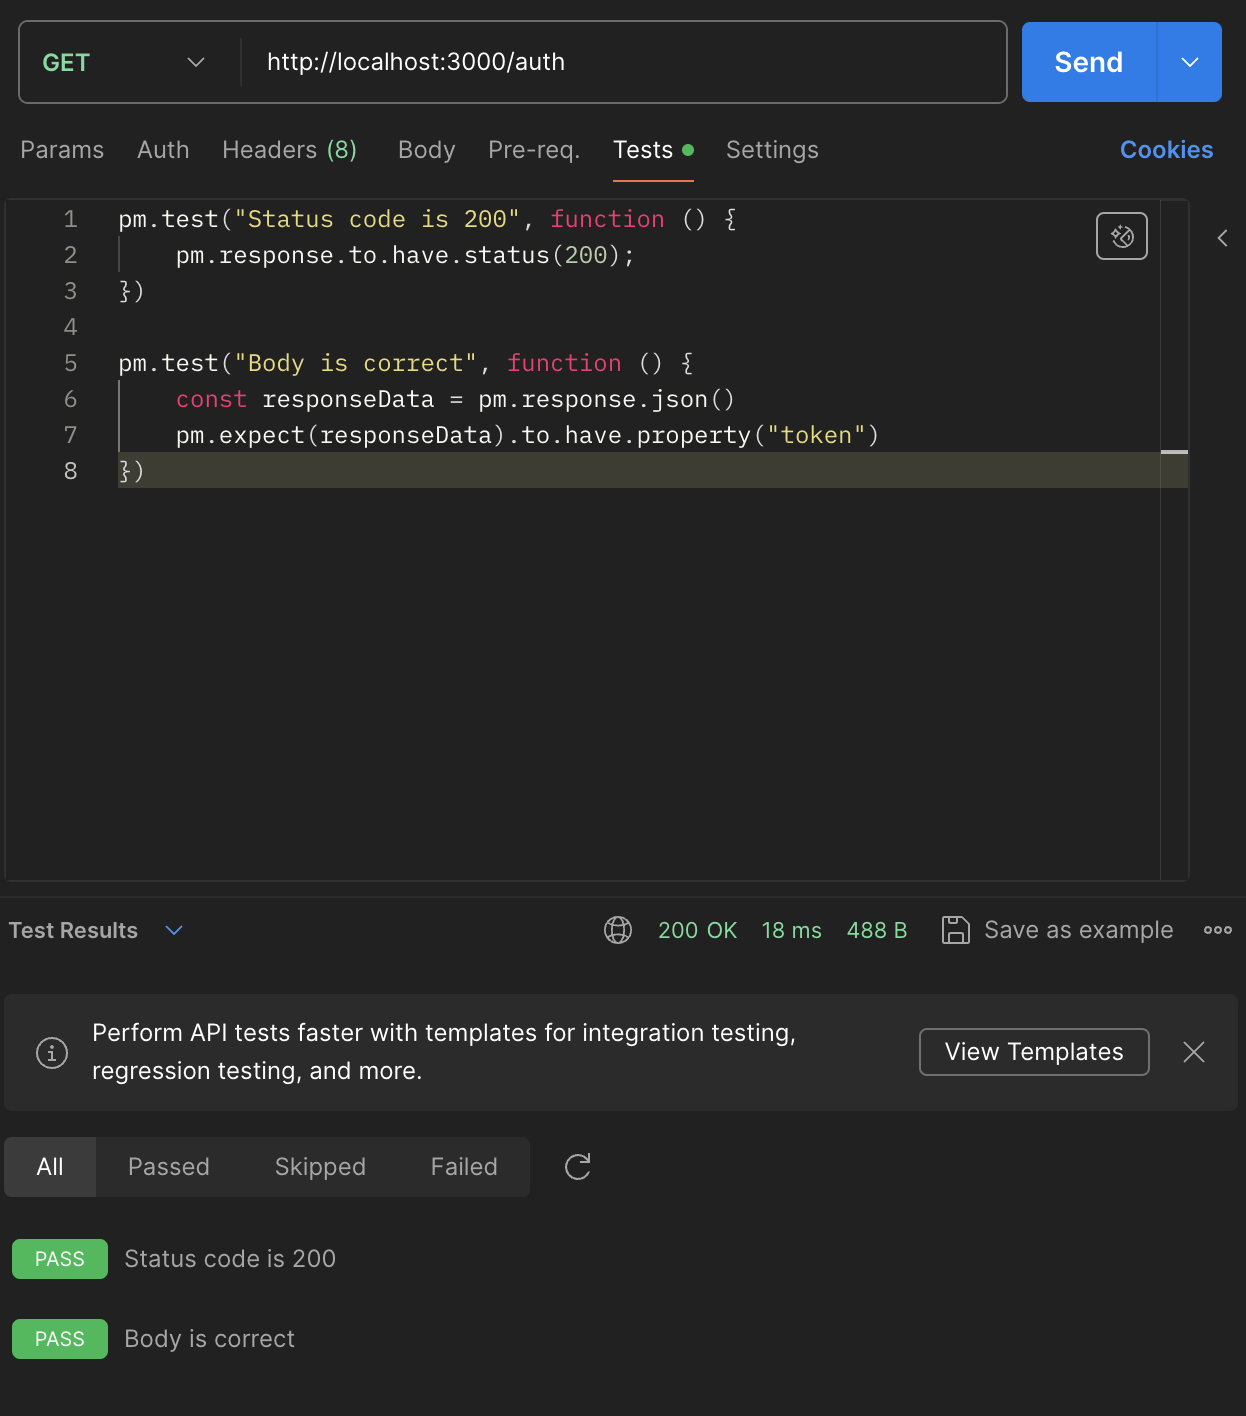 GET http://localhost:3000/auth Send
Params Auth Headers (8) Body Pre-req. Tests Settings Cookies
1 pm.test("Status code is 200", function () {
2     pm.response.to.have.status(200);
3 })
4
5 pm.test("Body is correct", function () {
6     const responseData = pm.response.json()
7     pm.expect(responseData).to.have.property("token")
8 })
Test Results 200 OK 18 ms 488 B Save as example
Perform API tests faster with templates for integration testing,
regression testing, and more.
View Templates
All Passed Skipped Failed
PASS Status code is 200
PASS Body is correct